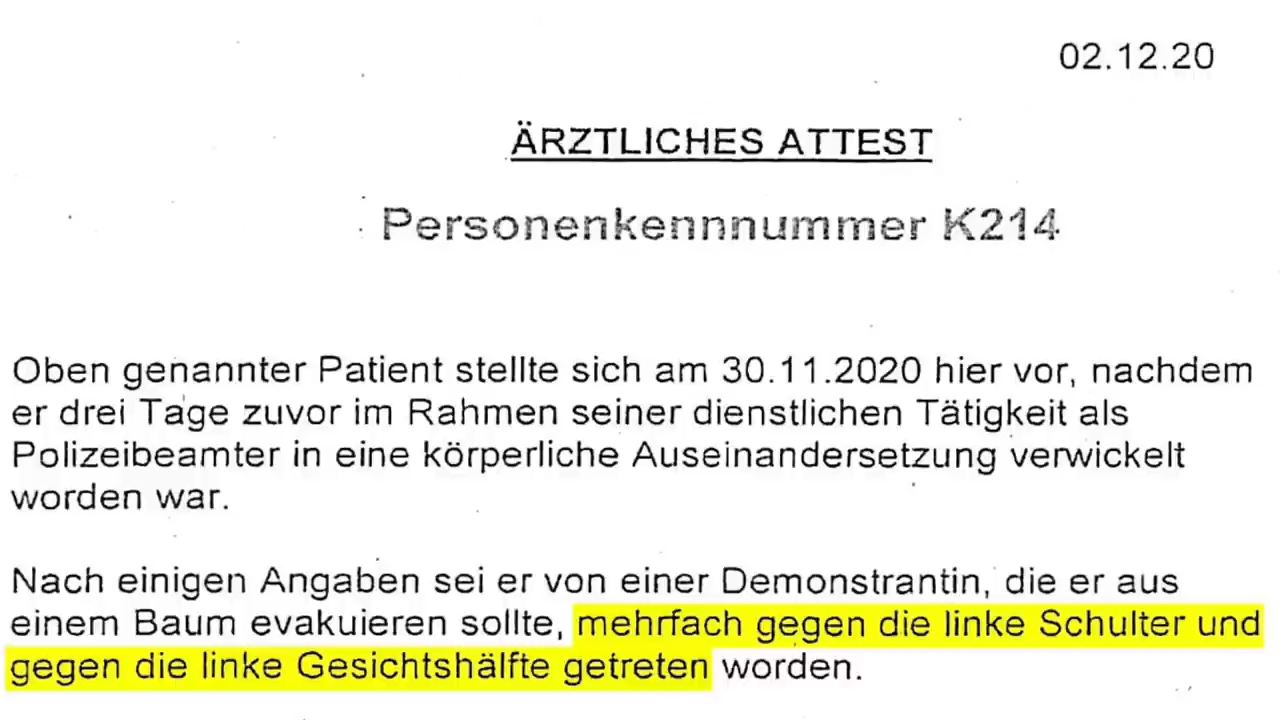 02.12.20
ÄRZTLICHES ATTEST
Personenkennnummer K214
Oben genannter Patient stellte sich am 30.11.2020 hier vor, nachdem
er drei Tage zuvor im Rahmen seiner dienstlichen Tätigkeit als
Polizeibeamter in eine körperliche Auseinandersetzung verwickelt
worden war.
Nach einigen Angaben sei er von einer Demonstrantin, die er aus
einem Baum evakuieren sollte, mehrfach gegen die linke Schulter und
gegen die linke Gesichtshälfte getreten worden.